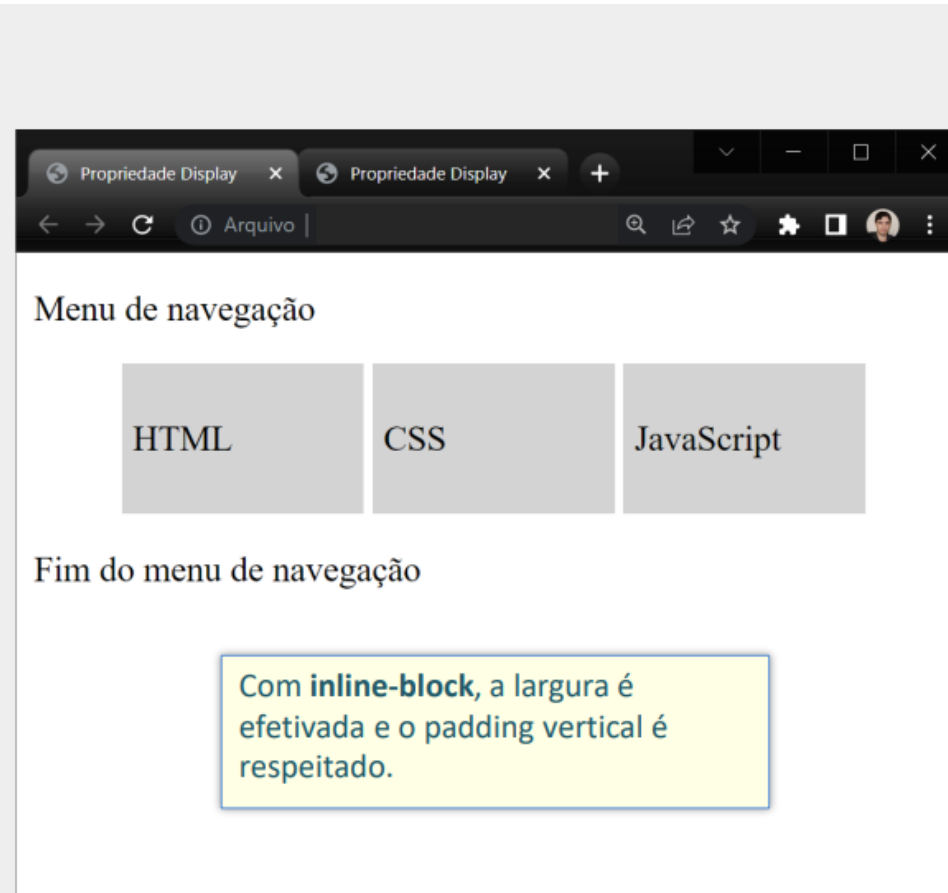 Propriedade Display
Propriedade Display
Arquivo
Menu de navegação
HTML
CSS
JavaScript
Fim do menu de navegação
Com inline-block, a largura é
efetivada e o padding vertical é
respeitado.